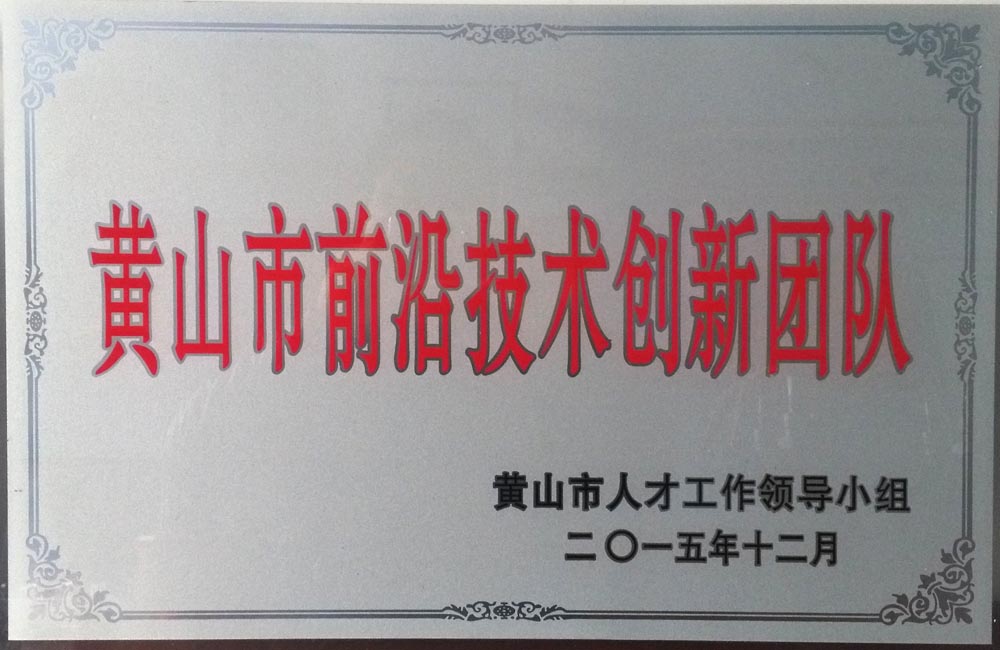 黄山市前沿技术创新团队
黄山市人才工作领导小组
二〇一五年十二月